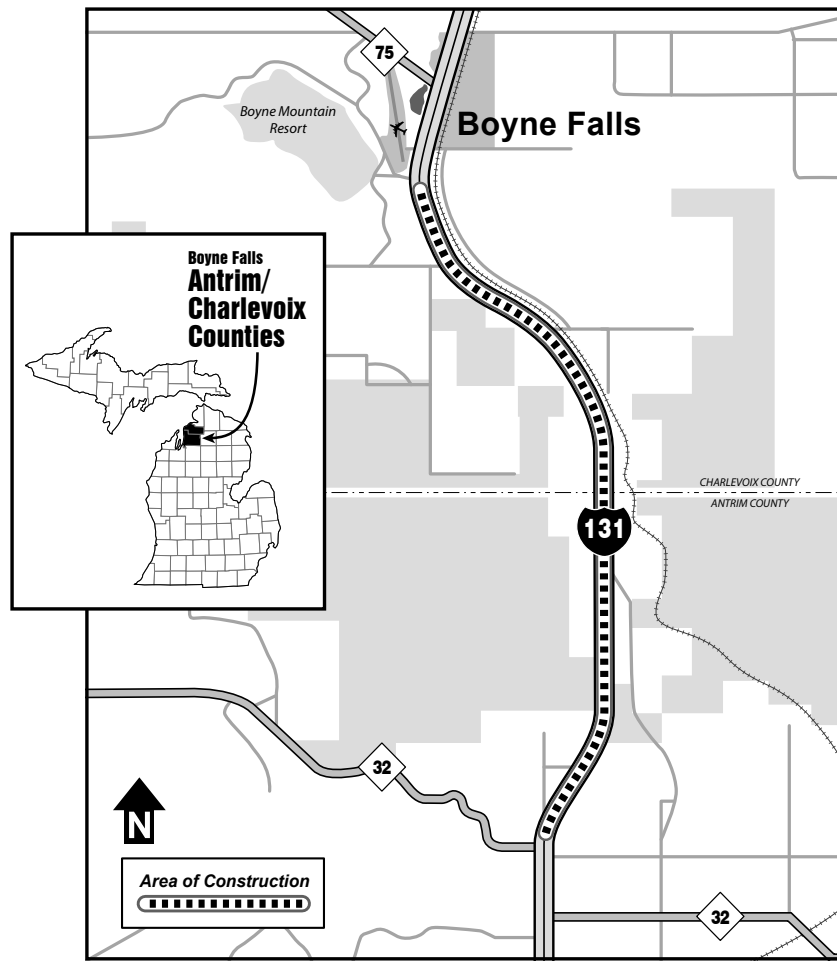 75
Boyne Mountain
Resort
Boyne Falls
Boyne Falls
Antrim/
Charlevoix
Counties
CHARLEVOIX COUNTY
ANTRIM COUNTY
131
32
N
Area of Construction
32